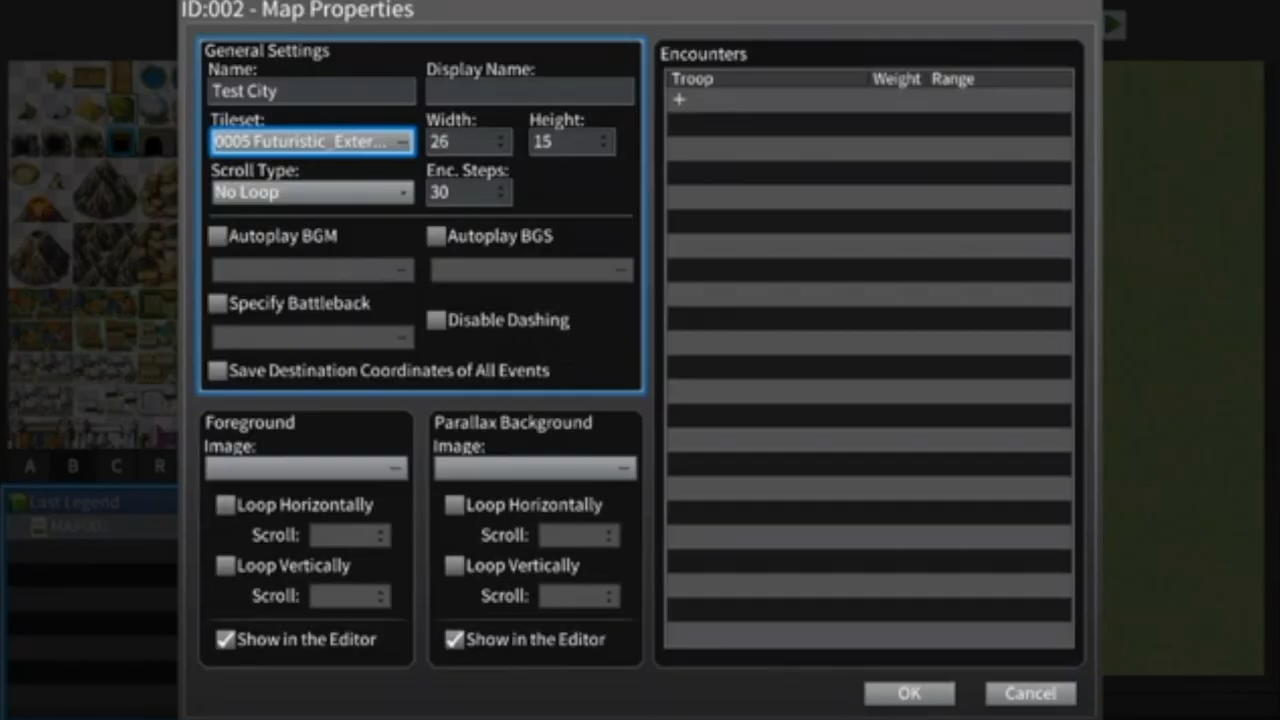 ID:002 - Map Properties
General Settings
Name:
Display Name:
Test City
Tileset:
Width:
Height:
0005 Futuristic_Exter...
26
15
Scroll Type:
Enc. Steps:
No Loop
30
Autoplay BGM
Autoplay BGS
Specify Battleback
Disable Dashing
Save Destination Coordinates of All Events
Foreground
Image:
Loop Horizontally
Scroll:
Loop Vertically
Scroll:
Show in the Editor
Parallax Background
Image:
Loop Horizontally
Scroll:
Loop Vertically
Scroll:
Show in the Editor
Encounters
Troop Weight Range
+
OK
Cancel
A B C R
Last Legend